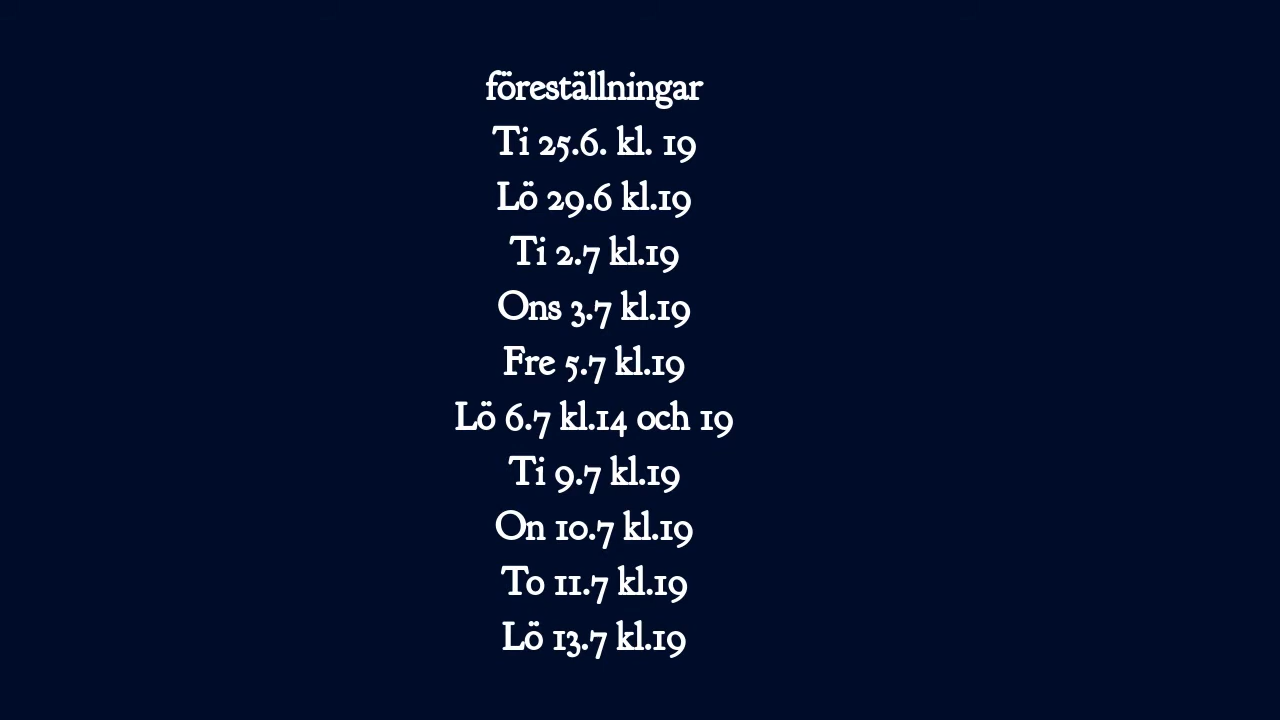 föreställningar
Ti 25.6. kl. 19
Lö 29.6 kl.19
Ti 2.7 kl.19
Ons 3.7 kl.19
Fre 5.7 kl.19
Lö 6.7 kl.14 och 19
Ti 9.7 kl.19
On 10.7 kl.19
To 11.7 kl.19
Lö 13.7 kl.19